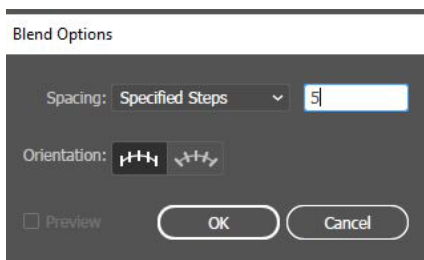 Blend Options
Spacing: Specified Steps 5
Orientation:
Preview OK Cancel